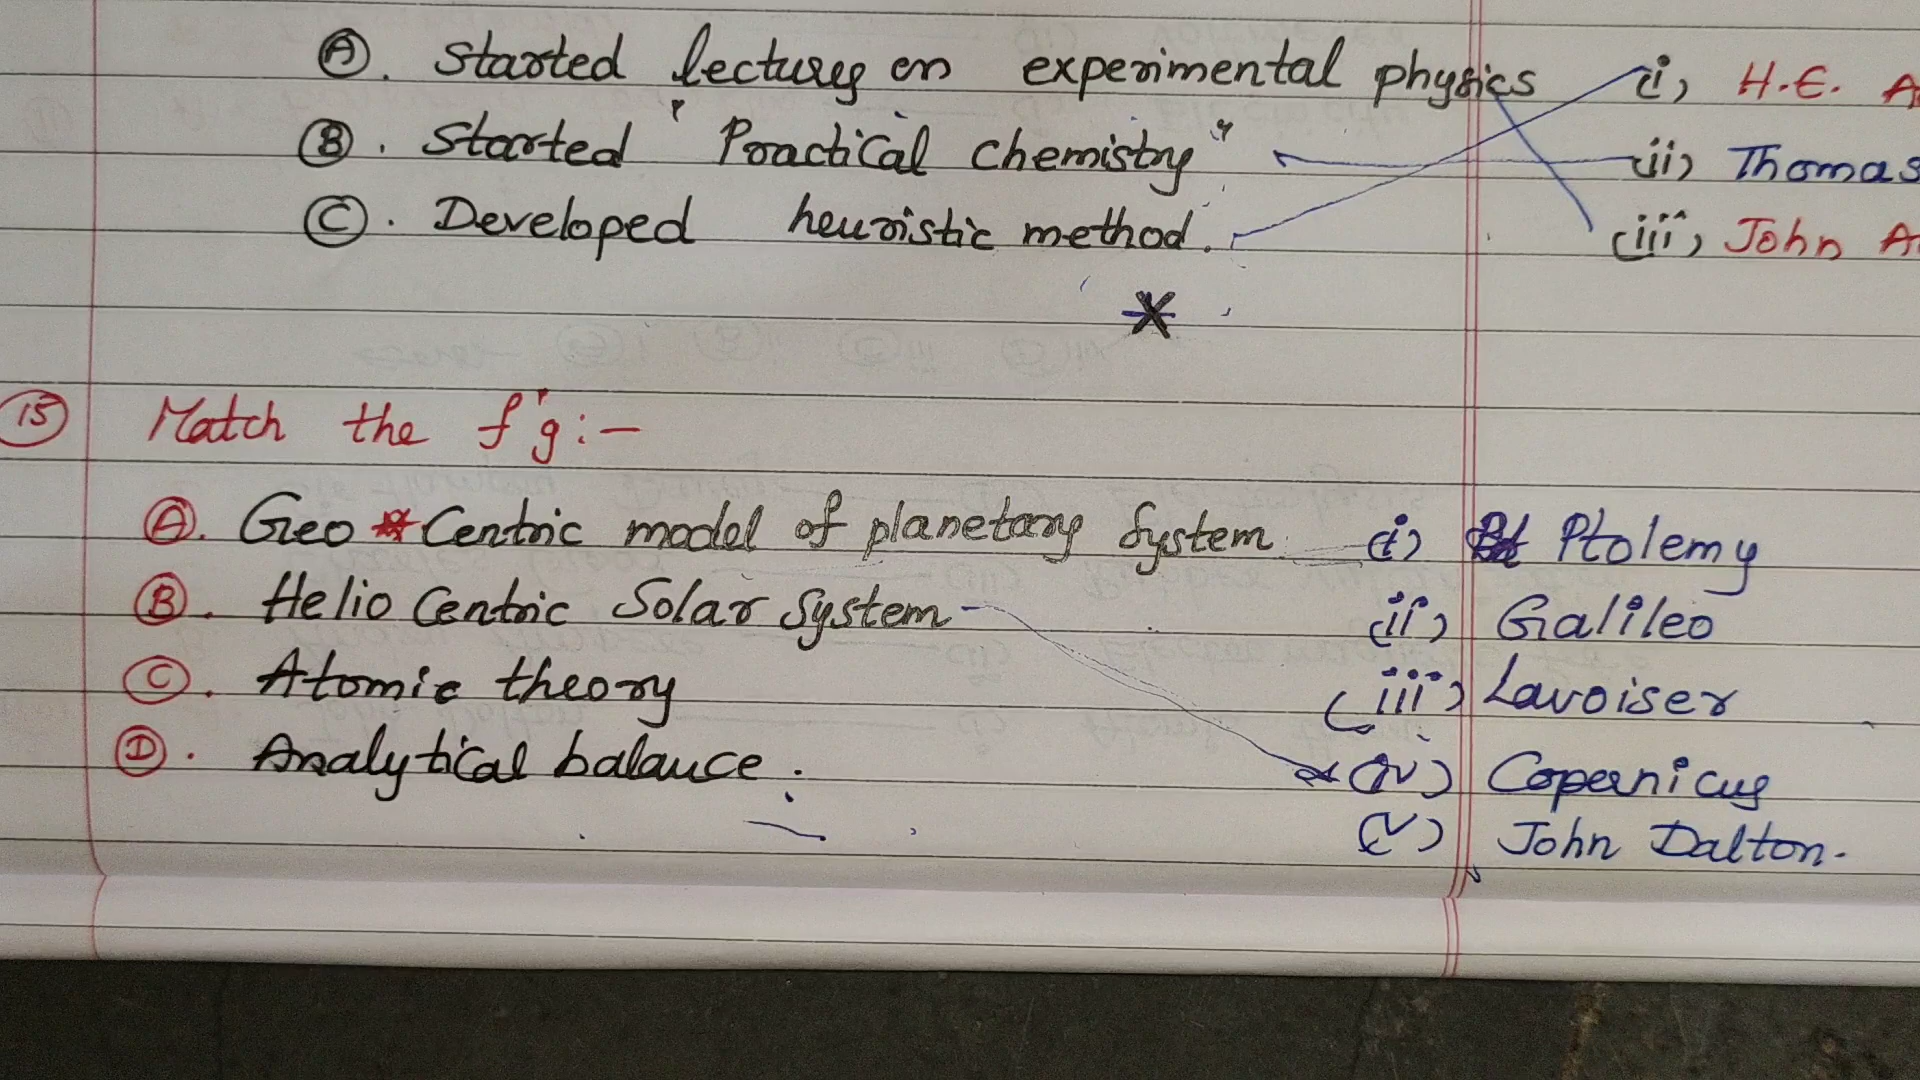 A. Started lectures on experimental physics (i) H.E. A
B. Started "Practical chemistry" (ii) Thomas
C. Developed heuristic method. (iii) John A
15 Match the f'g:-
A. Geo Centric model of planetary System (i) Ptolemy
B. Helio Centric Solar System - (ii) Galileo
C. Atomic theory (iii) Lavoiser
D. Analytical balance. (iv) Copernicus
(v) John Dalton.